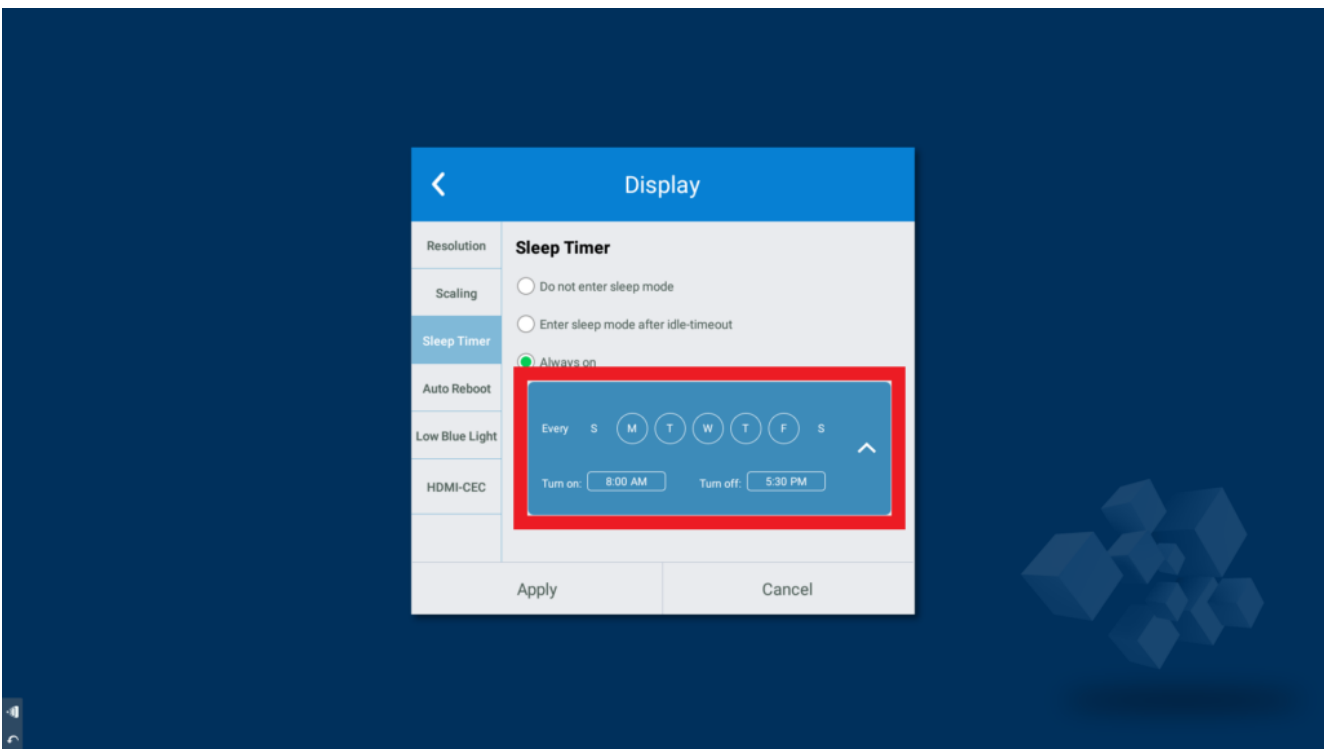 Display
Resolution
Scaling
Sleep Timer
Auto Reboot
Low Blue Light
HDMI-CEC
Sleep Timer
Do not enter sleep mode
Enter sleep mode after idle-timeout
Always on
Every S M T W T F S
Turn on: 8:00 AM Turn off: 5:30 PM
Apply Cancel